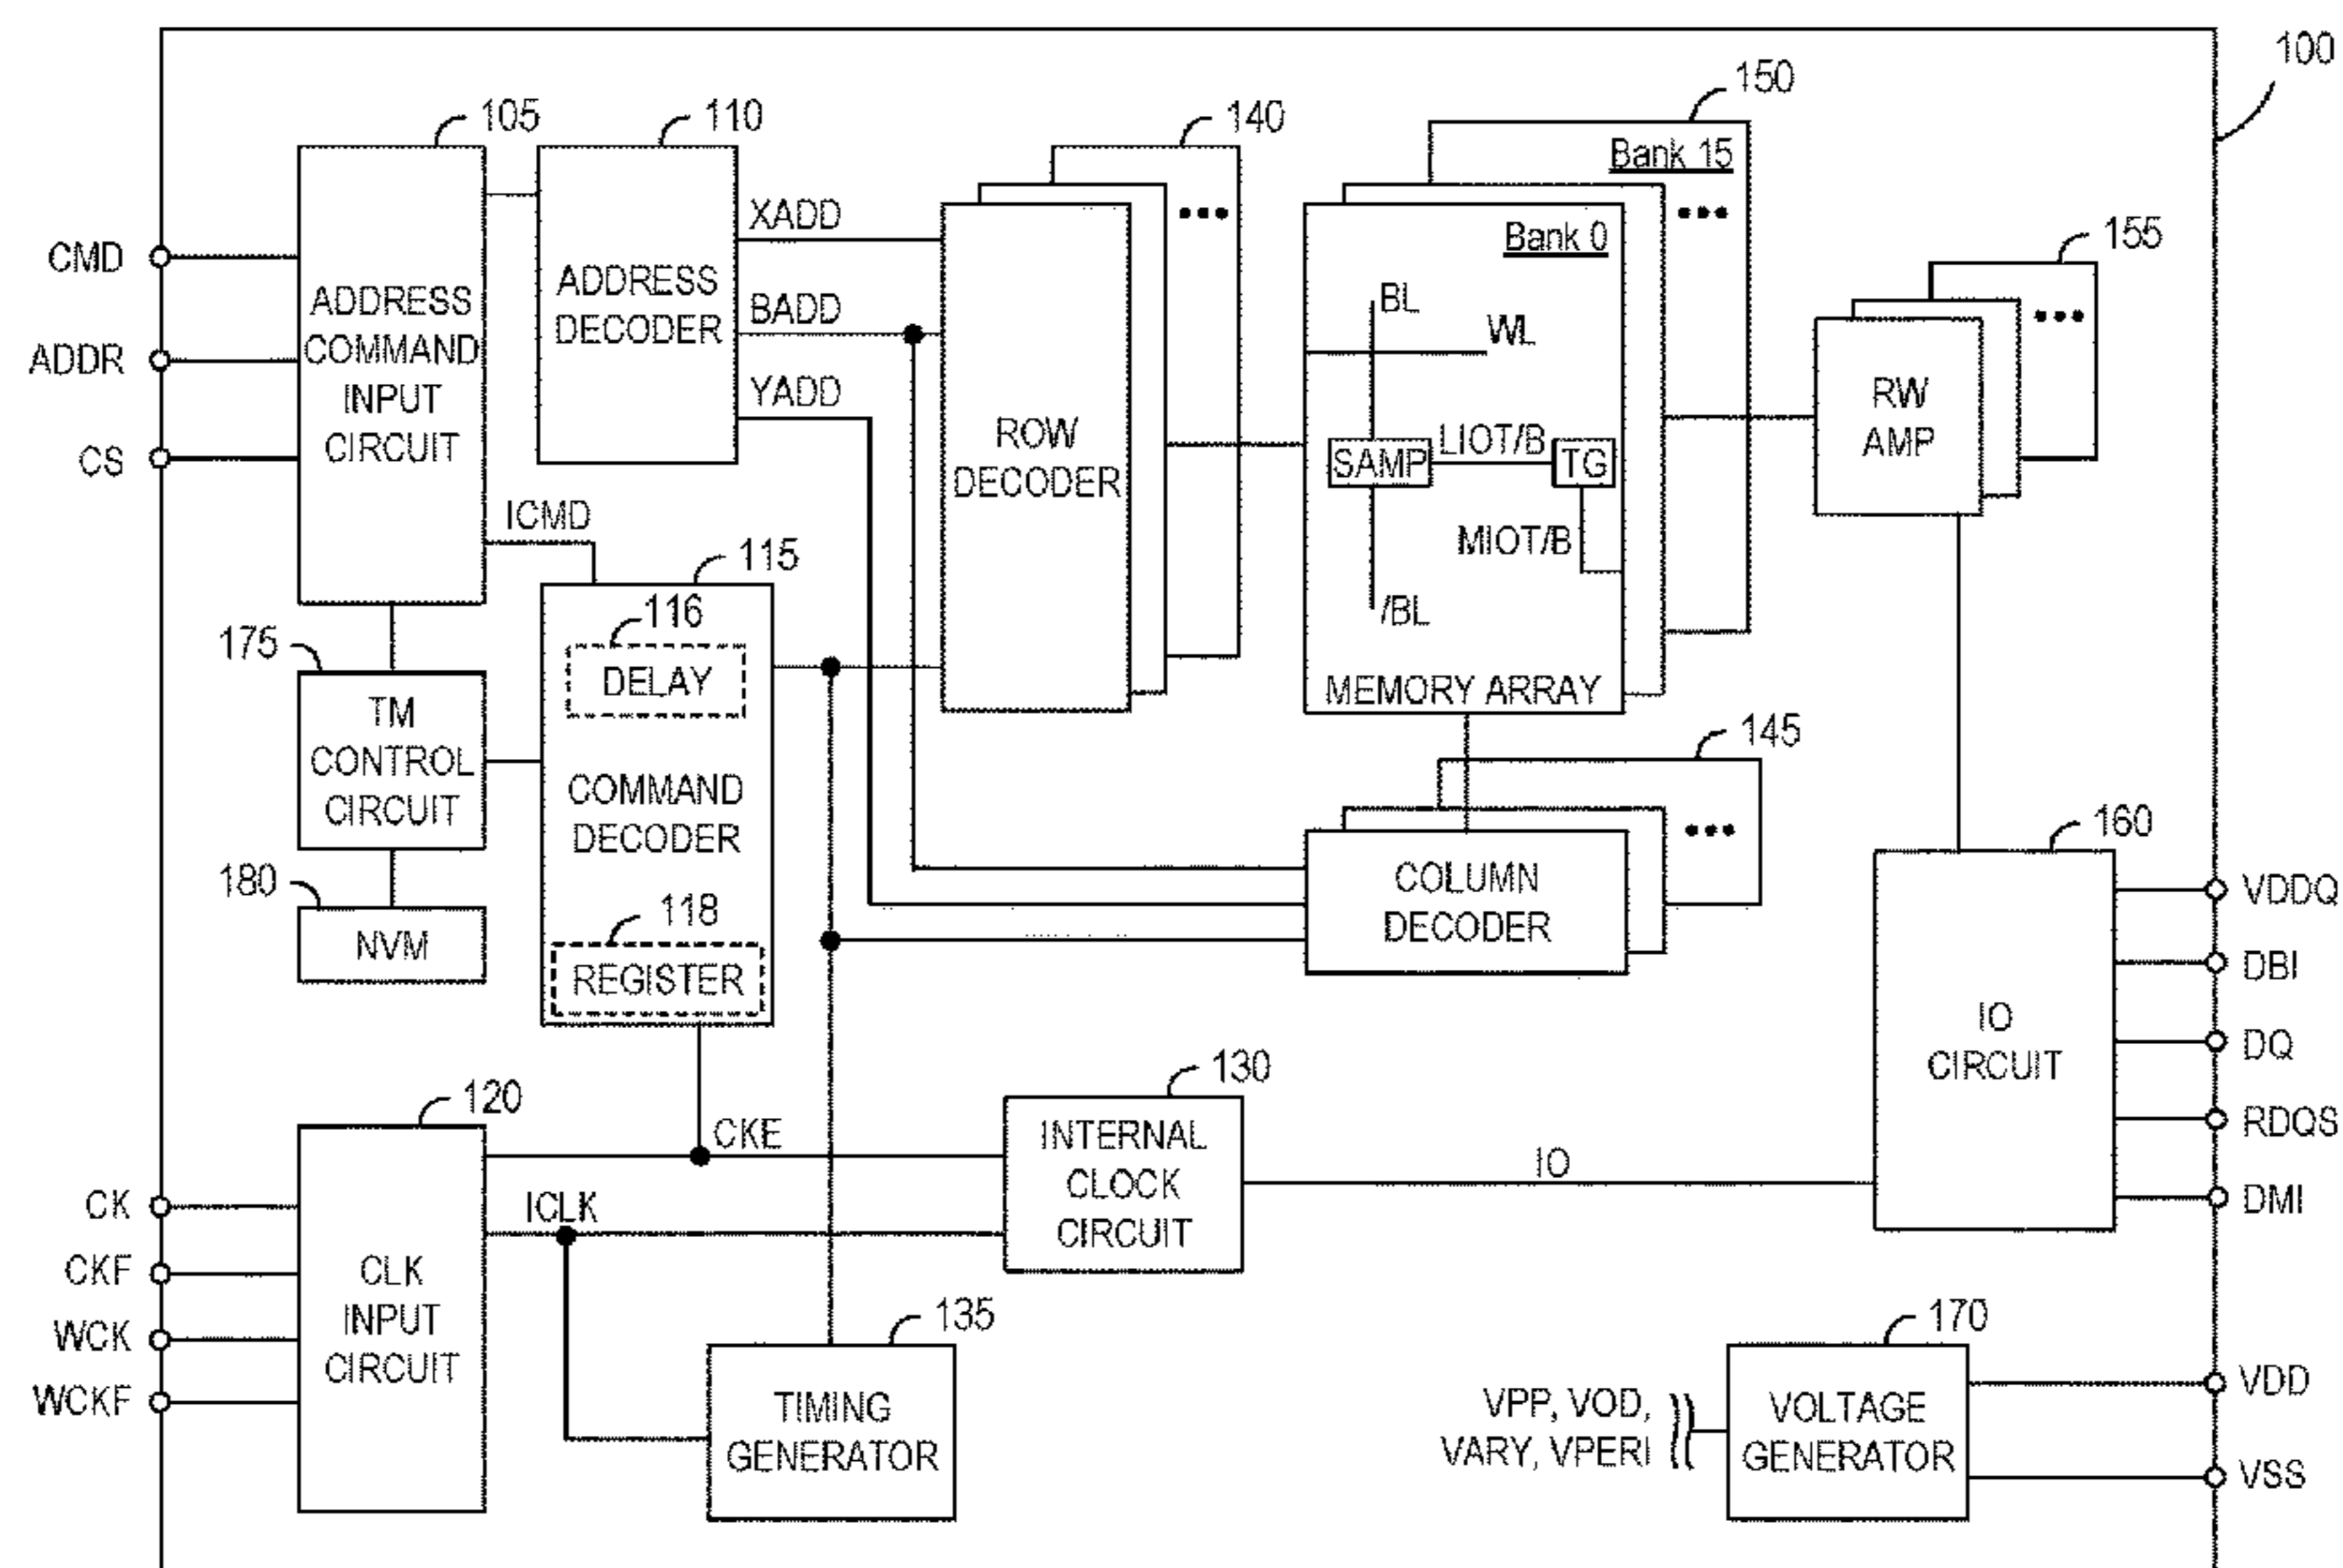 100
105
110
140
150
Bank 15
155
CMD
ADDR
CS
ADDRESS
COMMAND
INPUT
CIRCUIT
ADDRESS
DECODER
XADD
BADD
YADD
ROW
DECODER
Bank 0
BL
WL
SAMP
LIOT/B
TG
MIOT/B
/BL
MEMORY ARRAY
RW
AMP
ICMD
115
116
DELAY
COMMAND
DECODER
118
REGISTER
175
TM
CONTROL
CIRCUIT
180
NVM
145
COLUMN
DECODER
160
IO
CIRCUIT
VDDQ
DBI
DQ
RDQS
DMI
120
CK
CKF
WCK
WCKF
CLK
INPUT
CIRCUIT
CKE
ICLK
130
INTERNAL
CLOCK
CIRCUIT
IO
135
TIMING
GENERATOR
170
VPP, VOD,
VARY, VPERI
VOLTAGE
GENERATOR
VDD
VSS